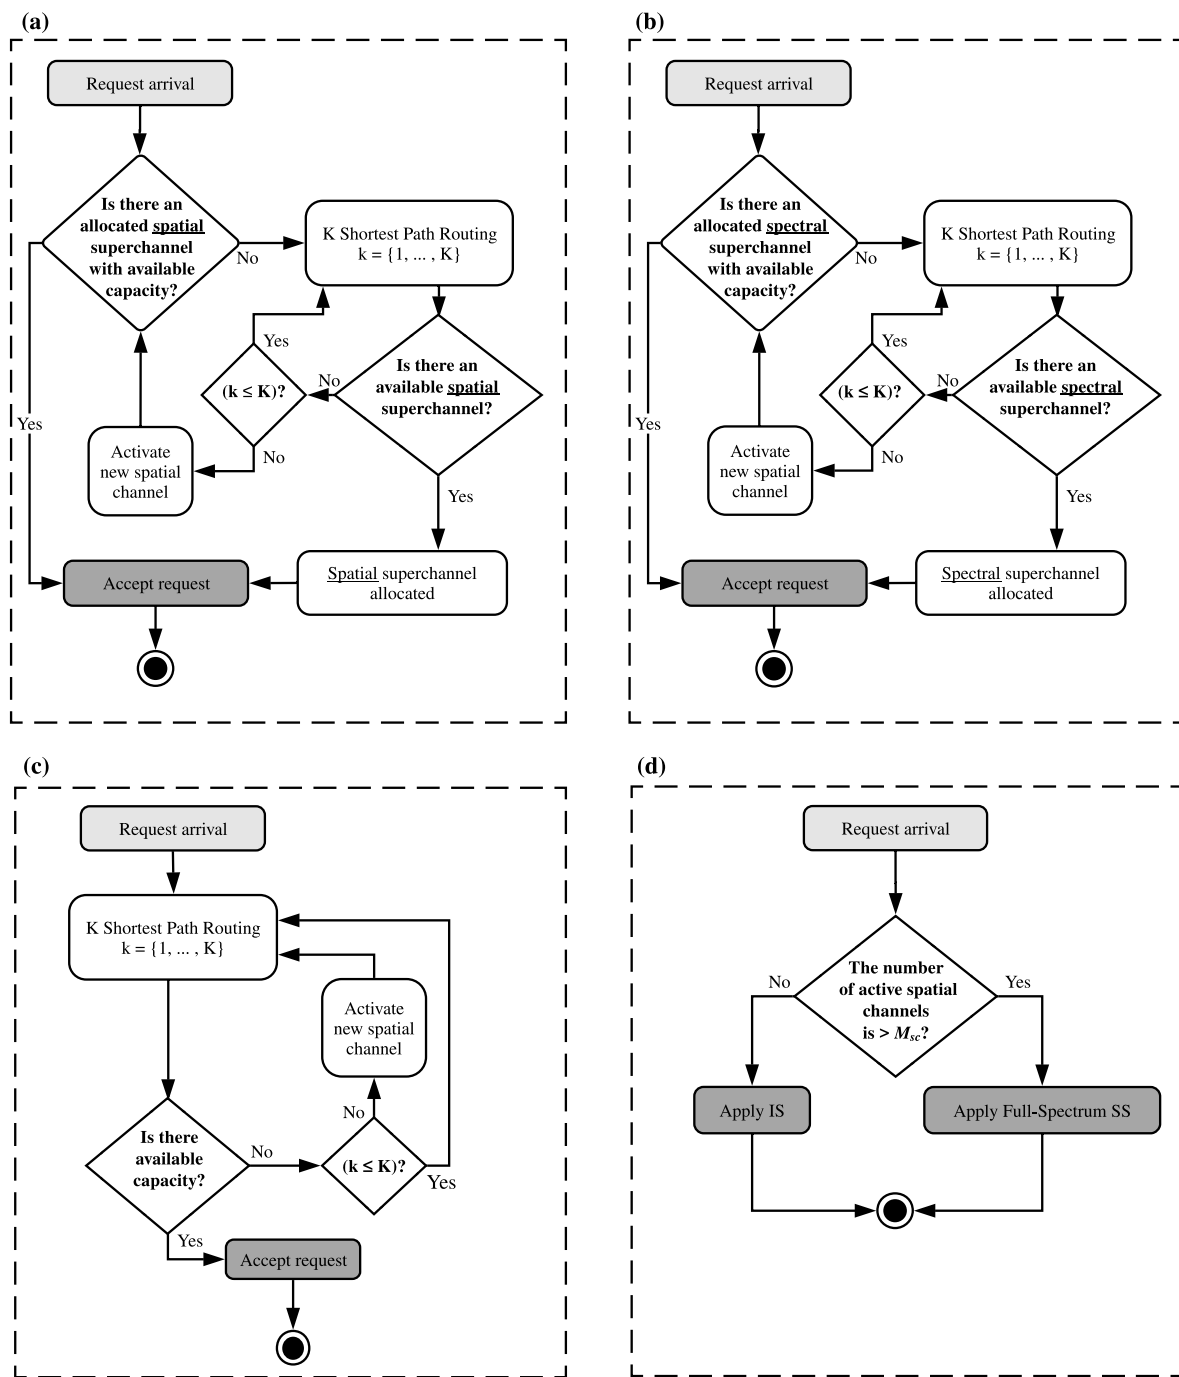 (a)
Request arrival
Is there an
allocated spatial
superchannel
with available
capacity?
No
K Shortest Path Routing
k = {1, ... , K}
Yes
(k ≤ K)?
No
Is there an
available spatial
superchannel?
Yes
Activate
new spatial
channel
No
Yes
Accept request
Spatial superchannel
allocated
(b)
Request arrival
Is there an
allocated spectral
superchannel
with available
capacity?
No
K Shortest Path Routing
k = {1, ... , K}
Yes
(k ≤ K)?
No
Is there an
available spectral
superchannel?
Yes
Activate
new spatial
channel
No
Yes
Accept request
Spectral superchannel
allocated
(c)
Request arrival
K Shortest Path Routing
k = {1, ... , K}
Activate
new spatial
channel
No
Is there
available
capacity?
No
(k ≤ K)?
Yes
Yes
Accept request
(d)
Request arrival
The number
of active spatial
channels
is > Msc?
No
Yes
Apply IS
Apply Full-Spectrum SS